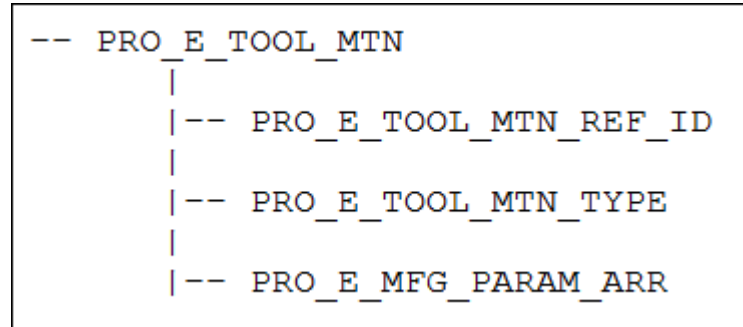 -- PRO_E_TOOL_MTN
|
|-- PRO_E_TOOL_MTN_REF_ID
|
|-- PRO_E_TOOL_MTN_TYPE
|
|-- PRO_E_MFG_PARAM_ARR